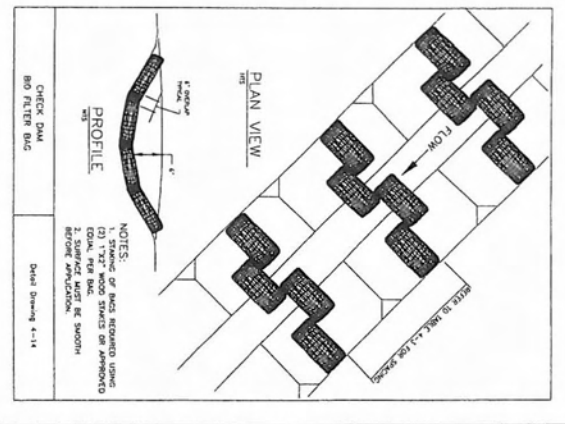 PLAN VIEW
NTS
FLOW
REFER TO TABLE 4-3 FOR SPACING
6" OVERLAP
TYPICAL
6"
PROFILE
NTS
NOTES:
1. STAKING OF BAGS REQUIRED USING
(2) 1"X2" WOOD STAKES OR APPROVED
EQUAL PER BAG.
2. SURFACE MUST BE SMOOTH
BEFORE APPLICATION.
CHECK DAM
BIO FILTER BAG
Detail Drawing 4-14